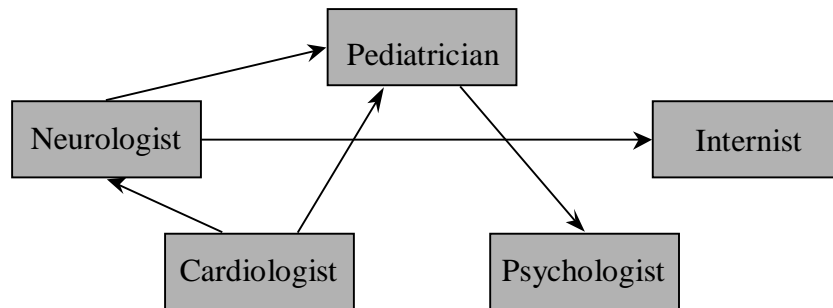 Pediatrician
Neurologist
Internist
Cardiologist
Psychologist